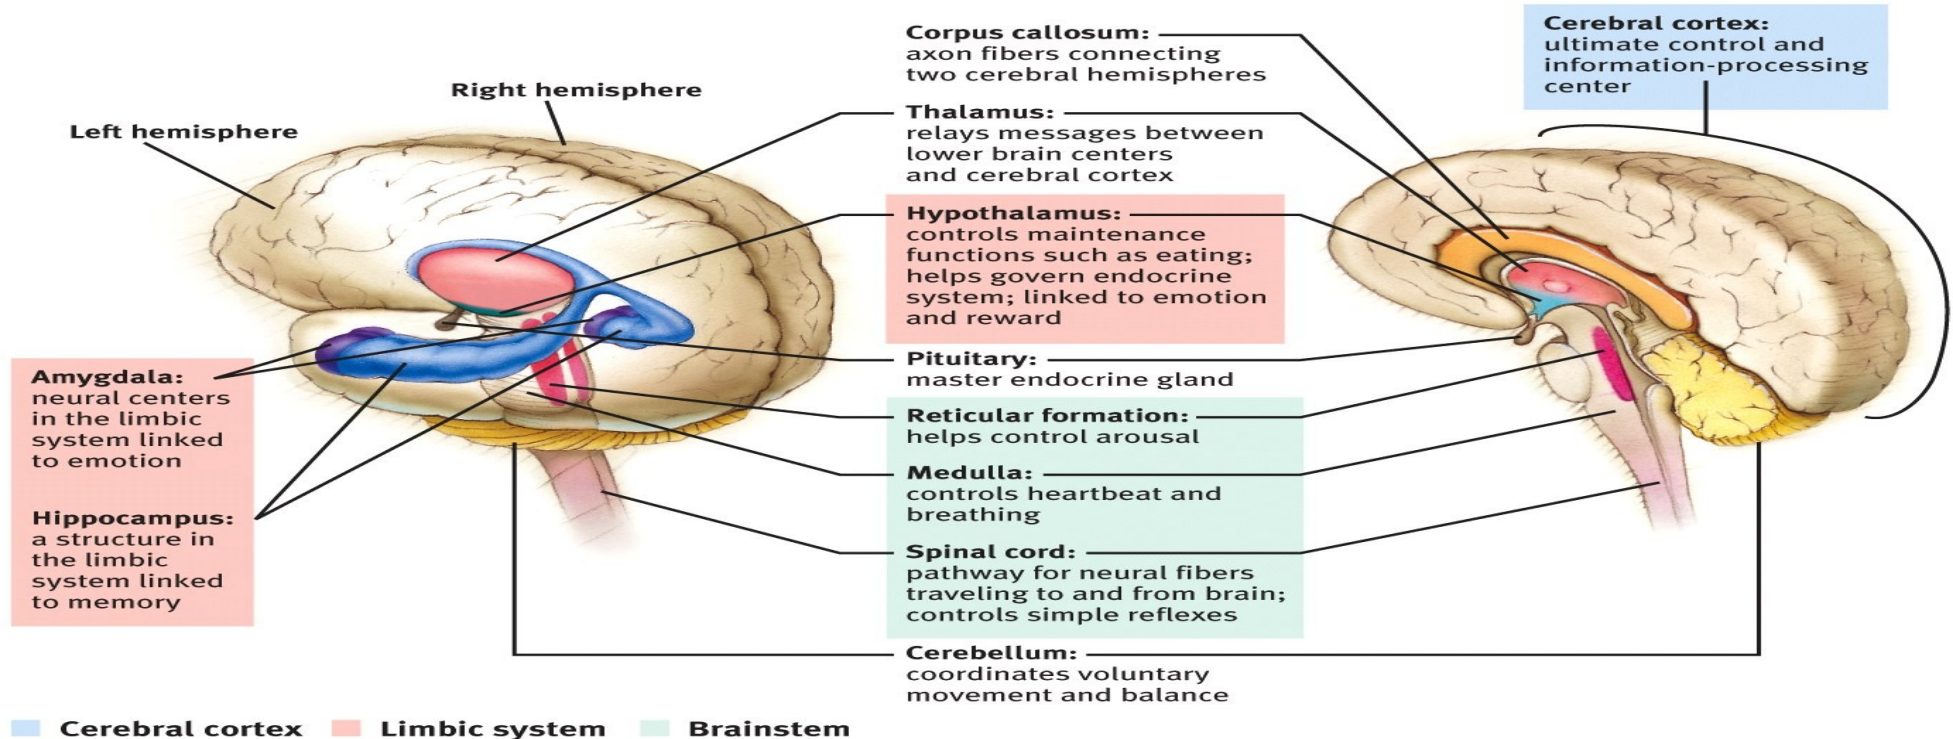 Left hemisphere
Right hemisphere
Corpus callosum:
axon fibers connecting
two cerebral hemispheres
Thalamus:
relays messages between
lower brain centers
and cerebral cortex
Hypothalamus:
controls maintenance
functions such as eating;
helps govern endocrine
system; linked to emotion
and reward
Pituitary:
master endocrine gland
Reticular formation:
helps control arousal
Medulla:
controls heartbeat and
breathing
Spinal cord:
pathway for neural fibers
traveling to and from brain;
controls simple reflexes
Cerebellum:
coordinates voluntary
movement and balance
Cerebral cortex:
ultimate control and
information-processing
center
Amygdala:
neural centers
in the limbic
system linked
to emotion
Hippocampus:
a structure in
the limbic
system linked
to memory
Cerebral cortex
Limbic system
Brainstem